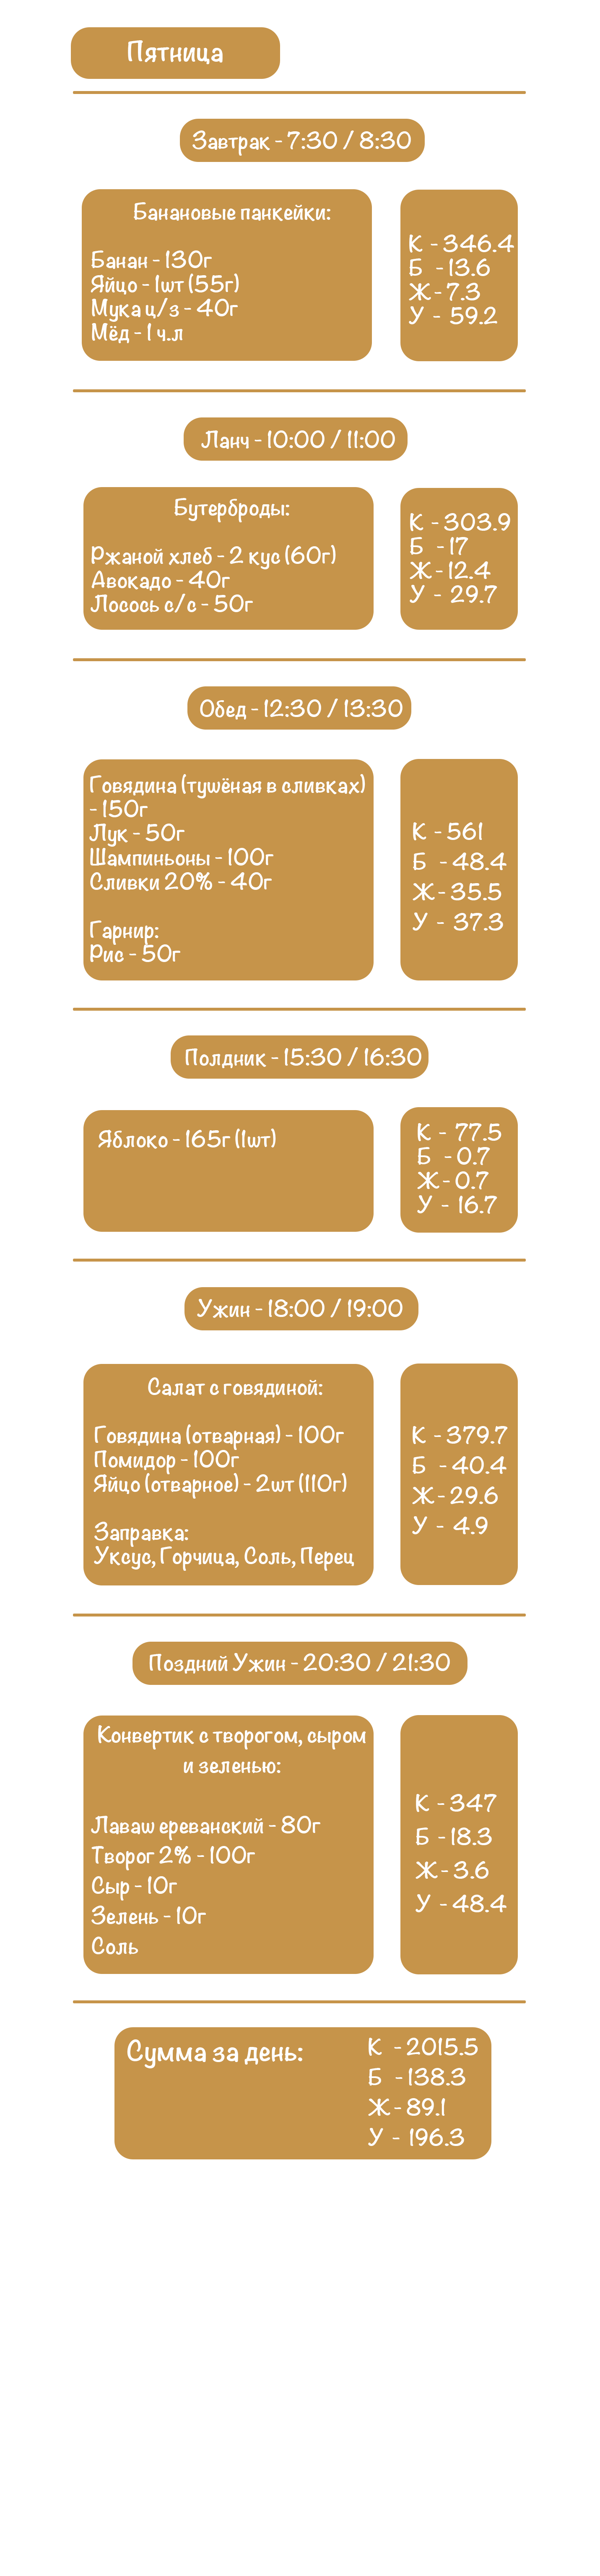 Пятница
Завтрак - 7:30 / 8:30
Банановые панкейки:
Банан - 130г
Яйцо - 1шт (55г)
Мука ц/з - 40г
Мёд - 1 ч.л
К - 346.4
Б - 13.6
Ж - 7.3
У - 59.2
Ланч - 10:00 / 11:00
Бутерброды:
Ржаной хлеб - 2 кус (60г)
Авокадо - 40г
Лосось с/с - 50г
К - 303.9
Б - 17
Ж - 12.4
У - 29.7
Обед - 12:30 / 13:30
Говядина (тушёная в сливках)
- 150г
Лук - 50г
Шампиньоны - 100г
Сливки 20% - 40г
Гарнир:
Рис - 50г
К - 561
Б - 48.4
Ж - 35.5
У - 37.3
Полдник - 15:30 / 16:30
Яблоко - 165г (1шт)
К - 77.5
Б - 0.7
Ж - 0.7
У - 16.7
Ужин - 18:00 / 19:00
Салат с говядиной:
Говядина (отварная) - 100г
Помидор - 100г
Яйцо (отварное) - 2шт (110г)
Заправка:
Уксус, Горчица, Соль, Перец
К - 379.7
Б - 40.4
Ж - 29.6
У - 4.9
Поздний Ужин - 20:30 / 21:30
Конвертик с творогом, сыром
и зеленью:
Лаваш ереванский - 80г
Творог 2% - 100г
Сыр - 10г
Зелень - 10г
Соль
К - 347
Б - 18.3
Ж - 3.6
У - 48.4
Сумма за день:
К - 2015.5
Б - 138.3
Ж - 89.1
У - 196.3